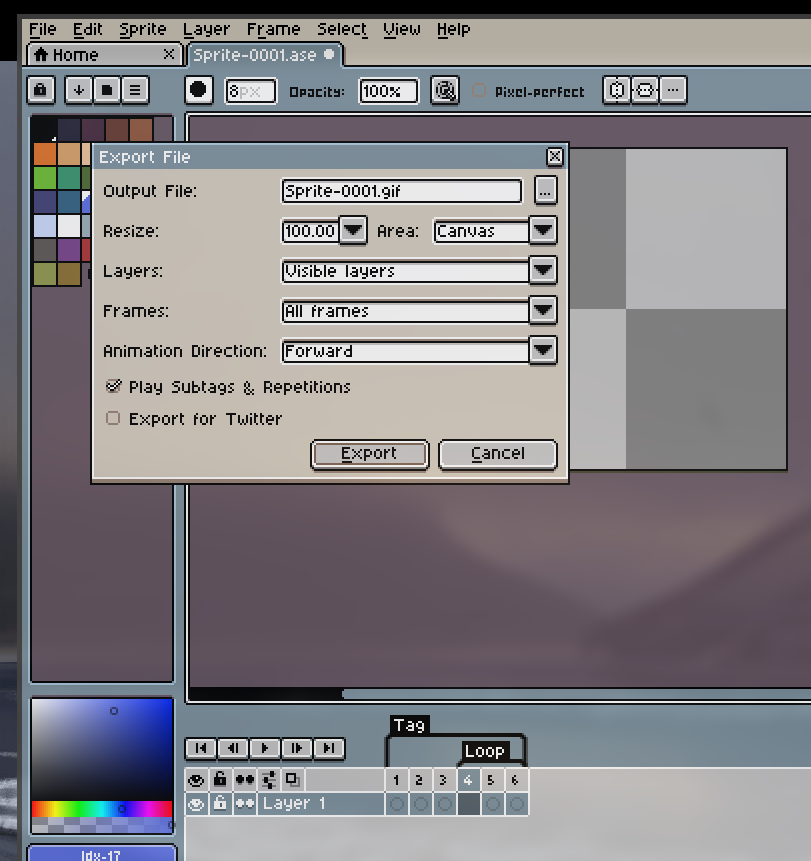 File Edit Sprite Layer Frame Select View Help
Home Sprite-0001.ase
8px Opacity: 100% Pixel-perfect
Export File
Output File: Sprite-0001.gif ...
Resize: 100.00 Area: Canvas
Layers: Visible layers
Frames: All frames
Animation Direction: Forward
Play Subtags & Repetitions
Export for Twitter
Export Cancel
Tag
Loop
1 2 3 4 5 6
Layer 1
Idx-17